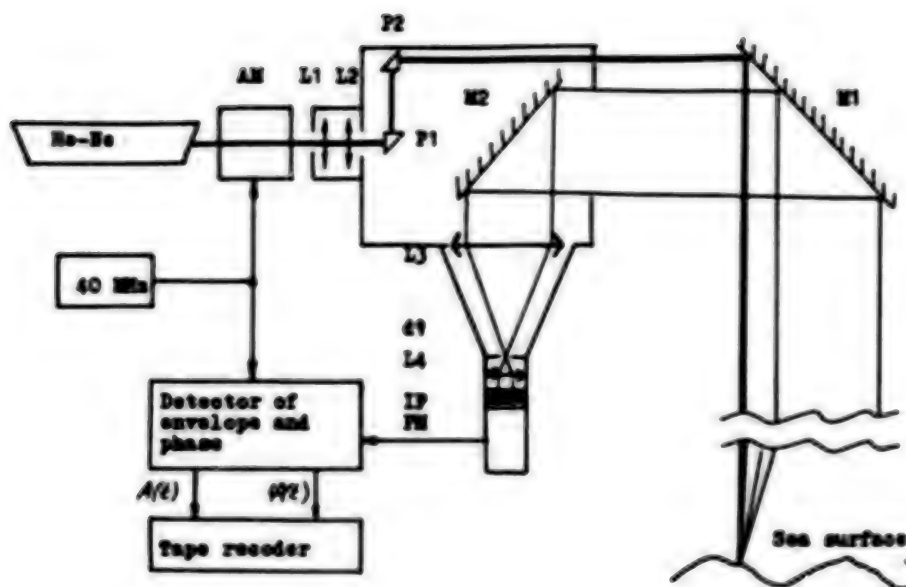 P2
AM
L1 L2
M2
M1
He-Ne
P1
L3
40 MHz
d1
L4
IF
PM
Detector of
envelope and
phase
A(t)
φ(t)
Tape recoder
Sea surface